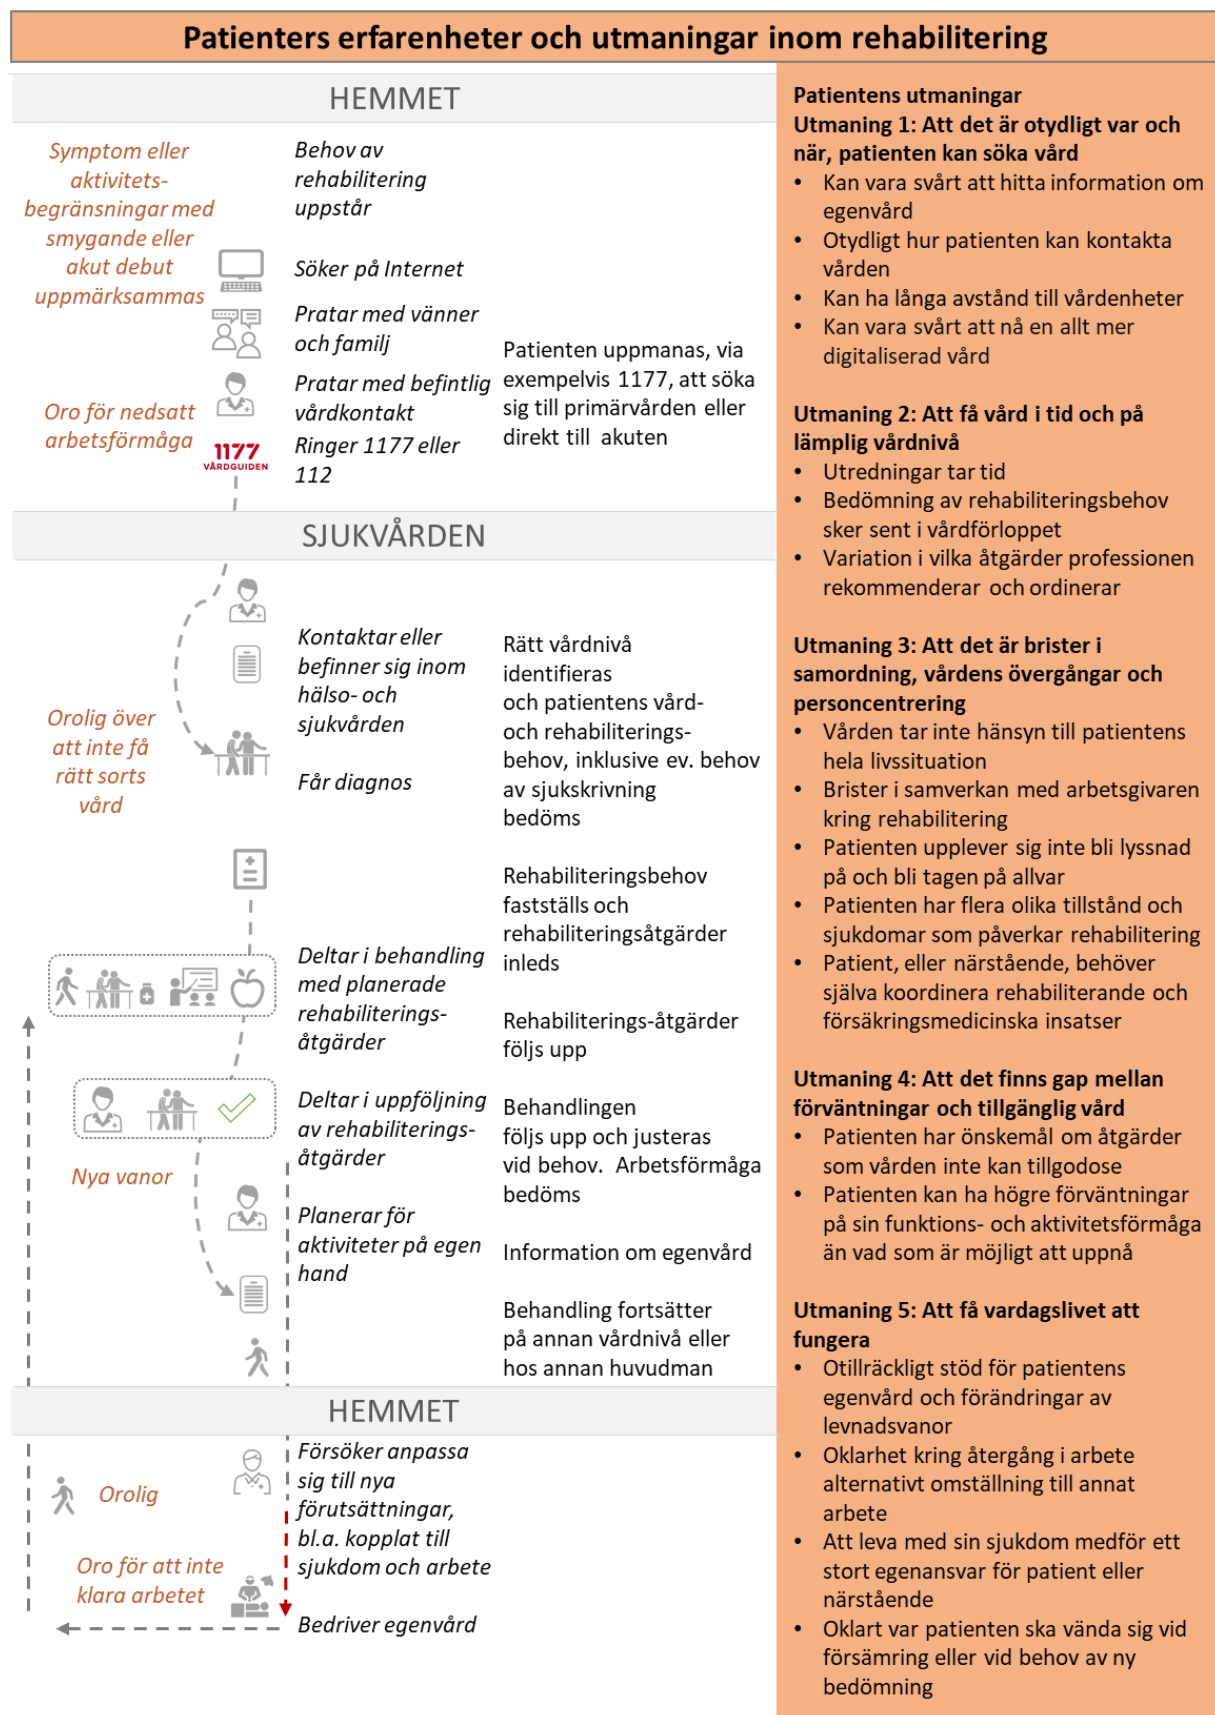 Patienters erfarenheter och utmaningar inom rehabilitering
HEMMET
Symptom eller
aktivitets-
begränsningar med
smygande eller
akut debut
uppmärksammas
Oro för nedsatt
arbetsförmåga
Behov av
rehabilitering
uppstår
Söker på Internet
Pratar med vänner
och familj
Pratar med befintlig
vårdkontakt
1177
VÅRDGUIDEN
Ringer 1177 eller
112
Patienten uppmanas, via
exempelvis 1177, att söka
sig till primärvården eller
direkt till akuten
SJUKVÅRDEN
Orolig över
att inte få
rätt sorts
vård
Kontaktar eller
befinner sig inom
hälso- och
sjukvården
Får diagnos
Rätt vårdnivå
identifieras
och patientens vård-
och rehabiliterings-
behov, inklusive ev. behov
av sjukskrivning
bedöms
Rehabiliteringsbehov
fastställs och
rehabiliteringsåtgärder
inleds
Deltar i behandling
med planerade
rehabiliterings-
åtgärder
Rehabiliterings-åtgärder
följs upp
Deltar i uppföljning
av rehabiliterings-
åtgärder
Behandlingen
följs upp och justeras
vid behov. Arbetsförmåga
bedöms
Nya vanor
Planerar för
aktiviteter på egen
hand
Information om egenvård
Behandling fortsätter
på annan vårdnivå eller
hos annan huvudman
HEMMET
Orolig
Oro för att inte
klara arbetet
Försöker anpassa
sig till nya
förutsättningar,
bl.a. kopplat till
sjukdom och arbete
Bedriver egenvård
Patientens utmaningar
Utmaning 1: Att det är otydligt var och
när, patienten kan söka vård
• Kan vara svårt att hitta information om
egenvård
• Otydligt hur patienten kan kontakta
vården
• Kan ha långa avstånd till vårdenheter
• Kan vara svårt att nå en allt mer
digitaliserad vård
Utmaning 2: Att få vård i tid och på
lämplig vårdnivå
• Utredningar tar tid
• Bedömning av rehabiliteringsbehov
sker sent i vårdförloppet
• Variation i vilka åtgärder professionen
rekommenderar och ordinerar
Utmaning 3: Att det är brister i
samordning, vårdens övergångar och
personcentrering
• Vården tar inte hänsyn till patientens
hela livssituation
• Brister i samverkan med arbetsgivaren
kring rehabilitering
• Patienten upplever sig inte bli lyssnad
på och bli tagen på allvar
• Patienten har flera olika tillstånd och
sjukdomar som påverkar rehabilitering
• Patient, eller närstående, behöver
själva koordinera rehabiliterande och
försäkringsmedicinska insatser
Utmaning 4: Att det finns gap mellan
förväntningar och tillgänglig vård
• Patienten har önskemål om åtgärder
som vården inte kan tillgodose
• Patienten kan ha högre förväntningar
på sin funktions- och aktivitetsförmåga
än vad som är möjligt att uppnå
Utmaning 5: Att få vardagslivet att
fungera
• Otillräckligt stöd för patientens
egenvård och förändringar av
levnadsvanor
• Oklarhet kring återgång i arbete
alternativt omställning till annat
arbete
• Att leva med sin sjukdom medför ett
stort egenansvar för patient eller
närstående
• Oklart var patienten ska vända sig vid
försämring eller vid behov av ny
bedömning